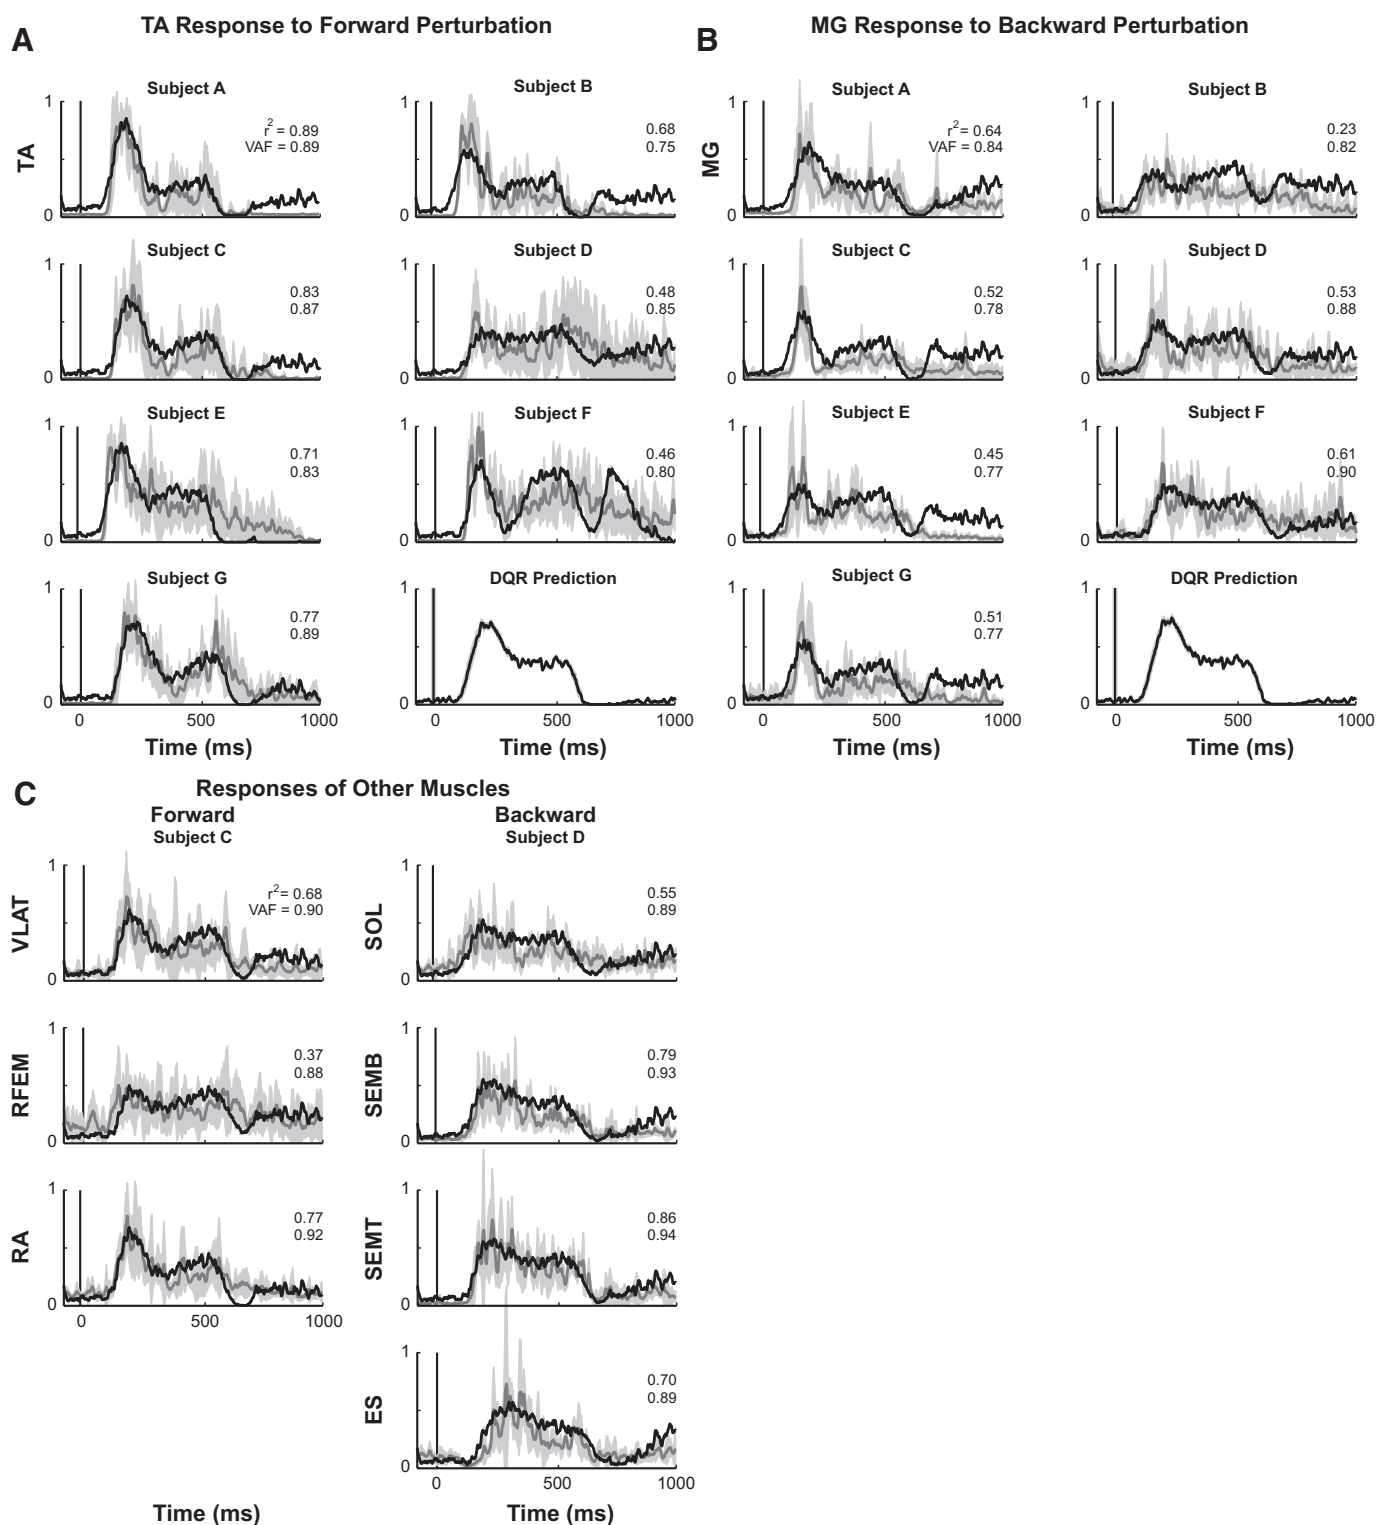 A
TA Response to Forward Perturbation
Subject A
1
TA
0
r2 = 0.89
VAF = 0.89
Subject B
1
0
0.68
0.75
Subject C
1
0
0.83
0.87
Subject D
1
0
0.48
0.85
Subject E
1
0
0.71
0.83
Subject F
1
0
0.46
0.80
Subject G
1
0
0.77
0.89
0 500 1000
Time (ms)
DQR Prediction
1
0
0 500 1000
Time (ms)
B
MG Response to Backward Perturbation
Subject A
1
MG
0
r2 = 0.64
VAF = 0.84
Subject B
1
0
0.23
0.82
Subject C
1
0
0.52
0.78
Subject D
1
0
0.53
0.88
Subject E
1
0
0.45
0.77
Subject F
1
0
0.61
0.90
Subject G
1
0
0.51
0.77
0 500 1000
Time (ms)
DQR Prediction
1
0
0 500 1000
Time (ms)
C
Responses of Other Muscles
Forward
Subject C
1
VLAT
0
r2 = 0.68
VAF = 0.90
1
RFEM
0
0.37
0.88
1
RA
0
0.77
0.92
0 500 1000
Time (ms)
Backward
Subject D
1
SOL
0
0.55
0.89
1
SEMB
0
0.79
0.93
1
SEMT
0
0.86
0.94
1
ES
0
0.70
0.89
0 500 1000
Time (ms)